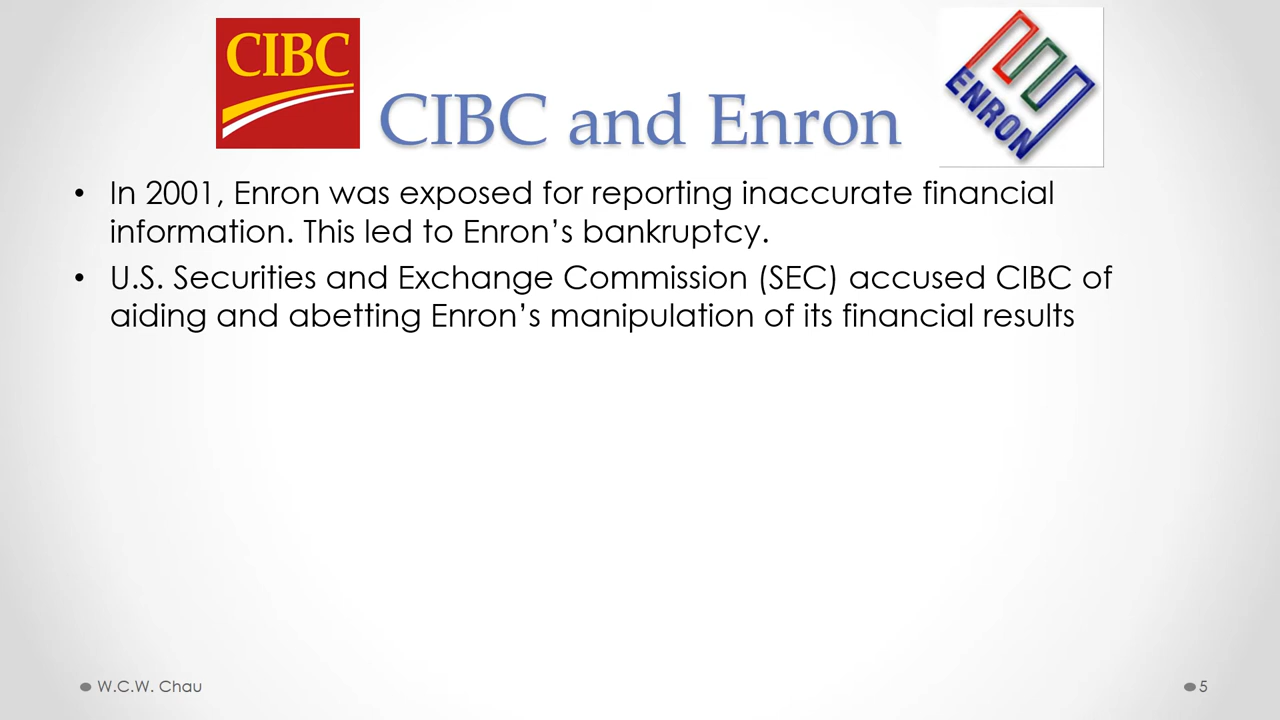 CIBC
ENRON
CIBC and Enron
• In 2001, Enron was exposed for reporting inaccurate financial
information. This led to Enron’s bankruptcy.
• U.S. Securities and Exchange Commission (SEC) accused CIBC of
aiding and abetting Enron’s manipulation of its financial results
W.C.W. Chau
5